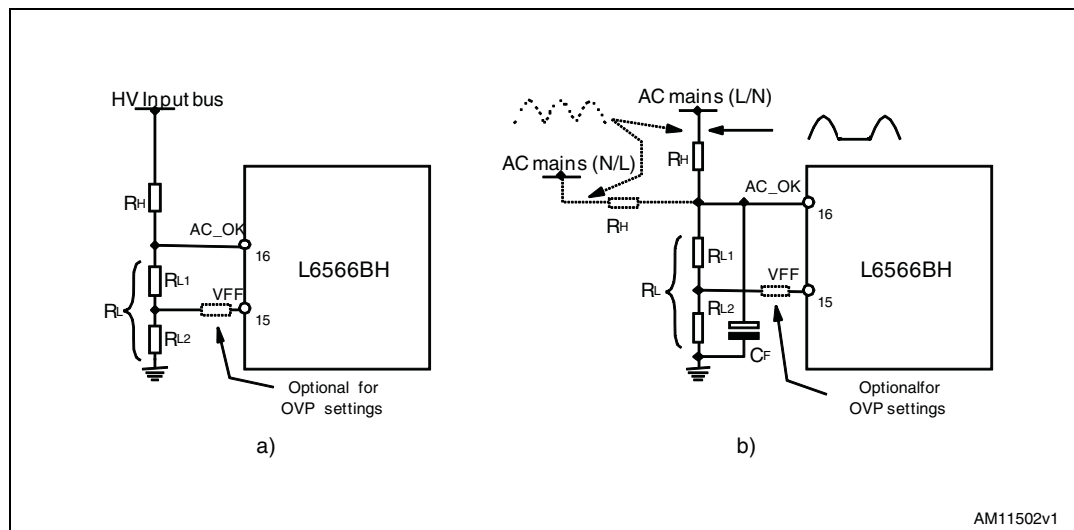 HV Input bus
RH
AC_OK
16
L6566BH
RL1
VFF
RL
15
RL2
Optional for
OVP settings
a)
AC mains (L/N)
AC mains (N/L)
RH
AC_OK
RH
16
L6566BH
RL1
VFF
RL
15
RL2
CF
Optionalfor
OVP settings
b)
AM11502v1